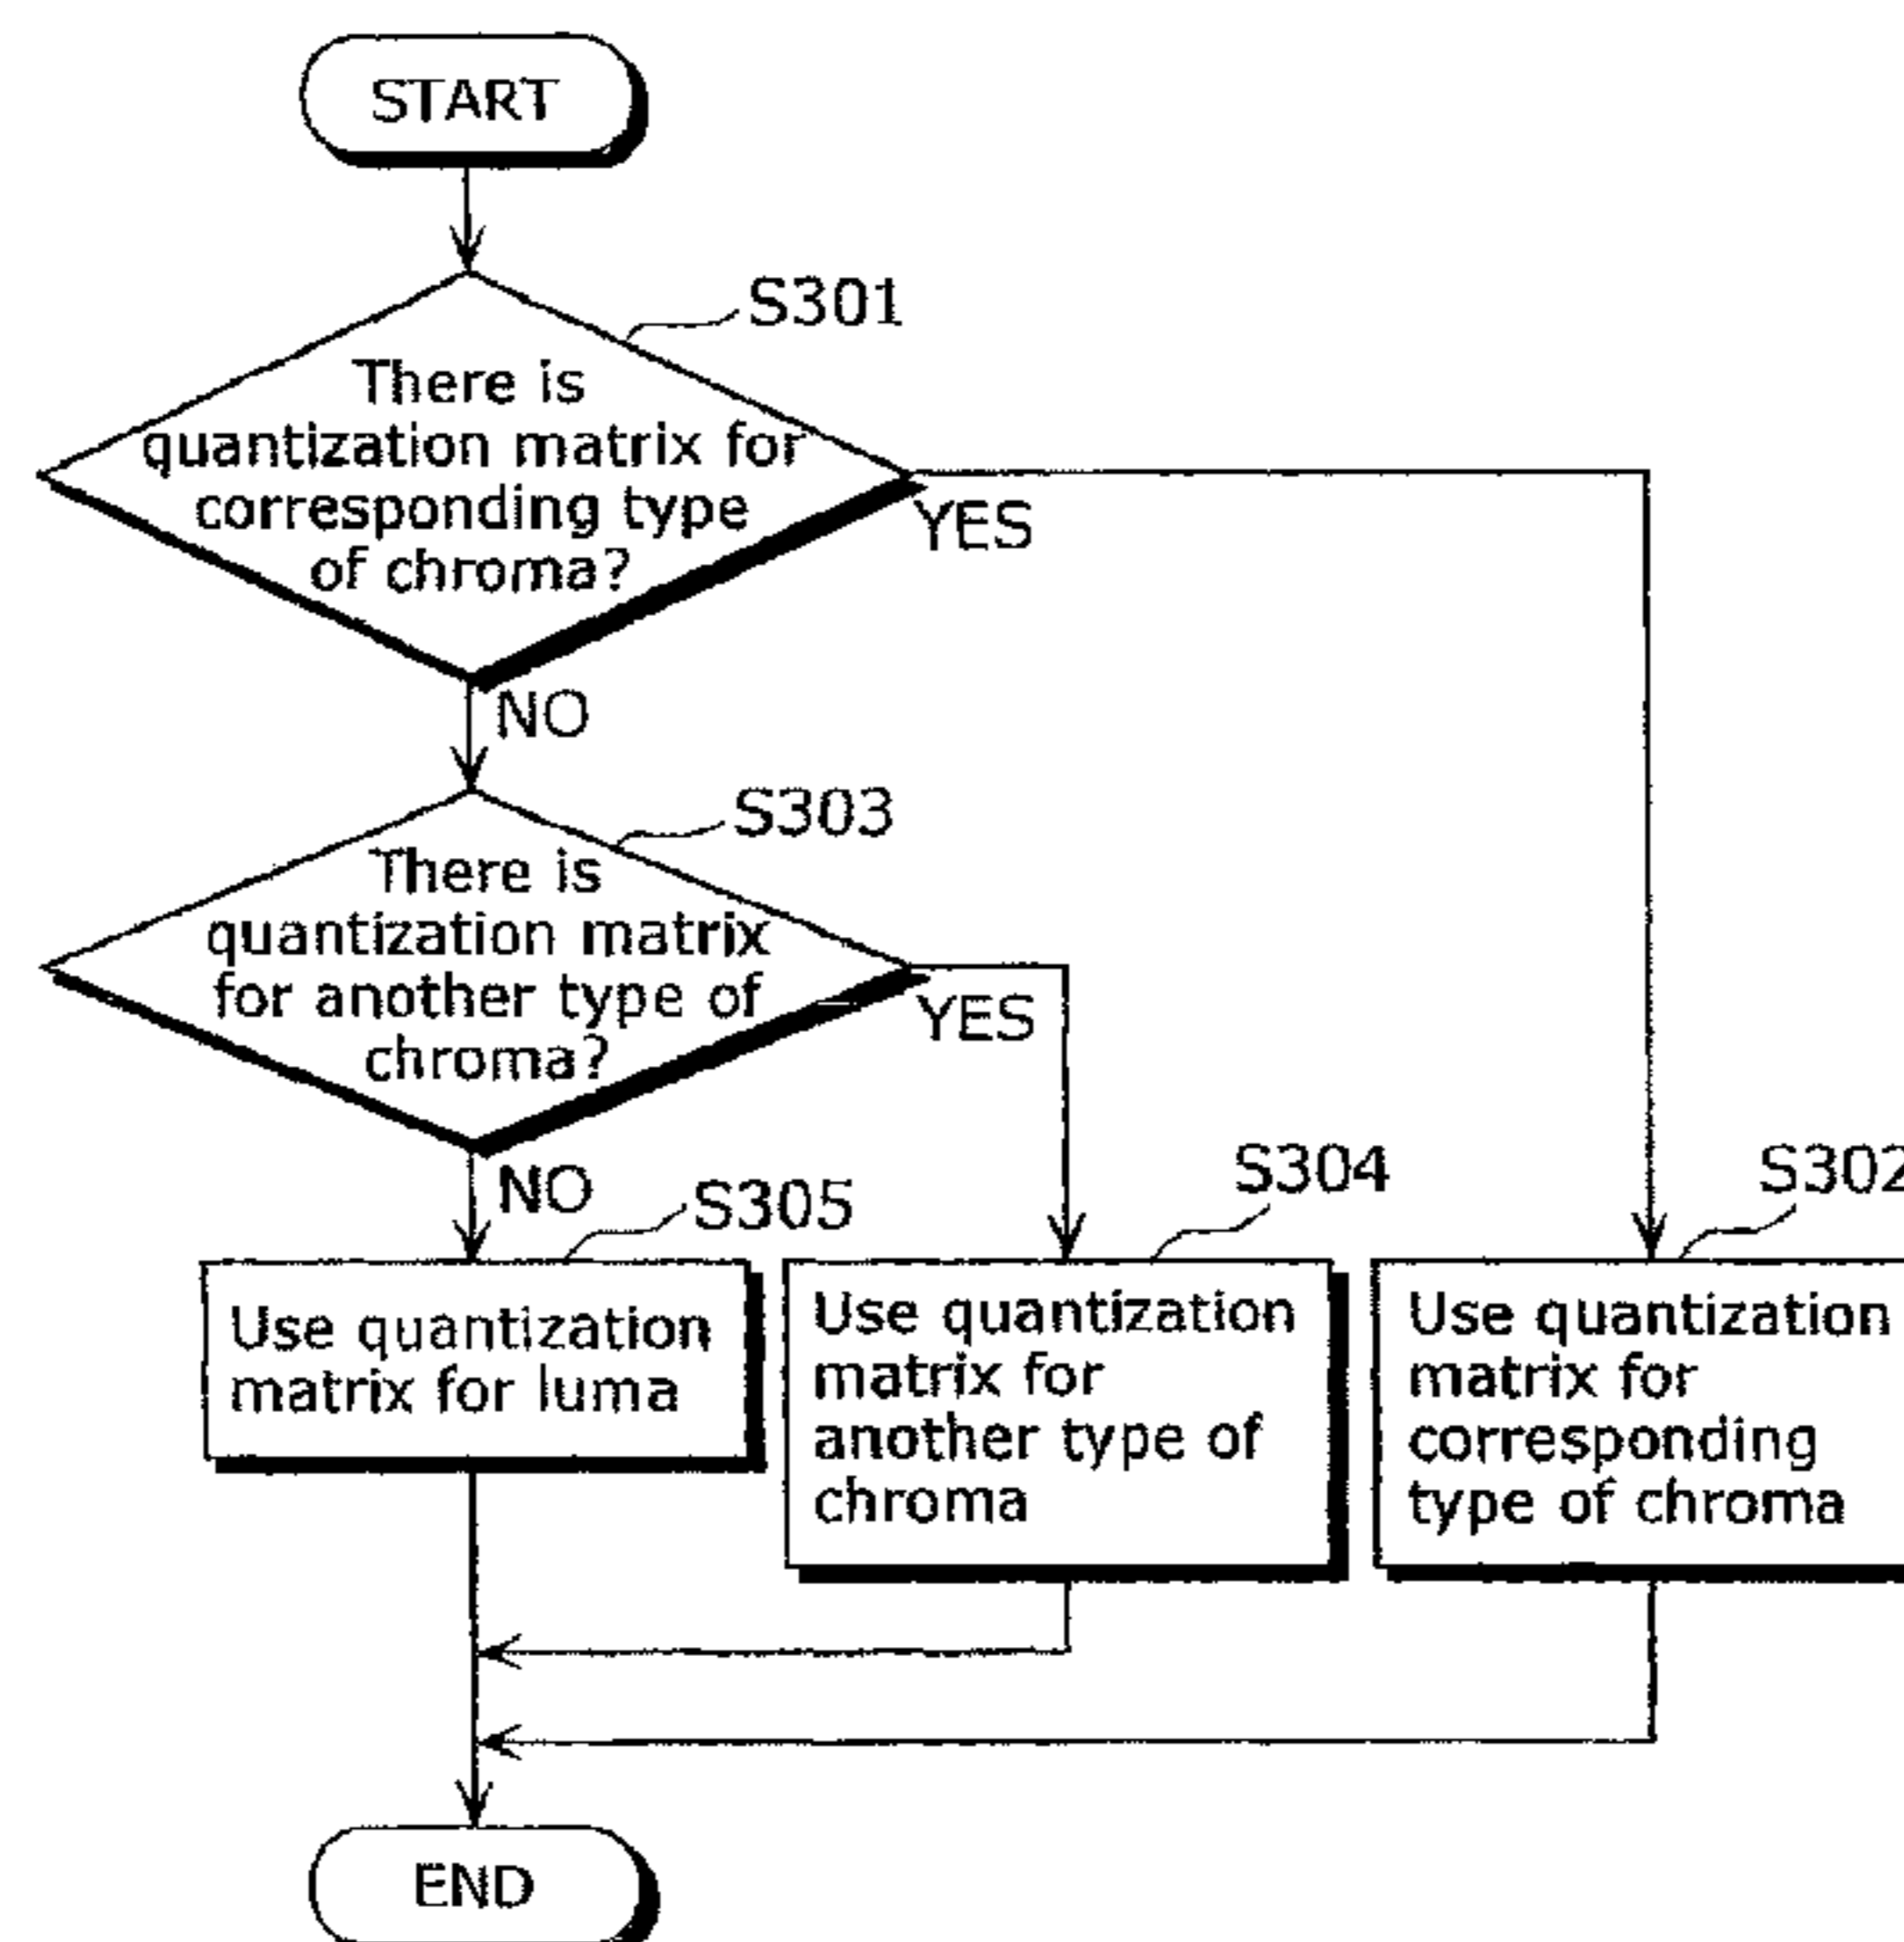 START
S301
There is
quantization matrix for
corresponding type
of chroma?
YES
NO
S303
There is
quantization matrix
for another type of
chroma?
YES
NO
S305
S304
S302
Use quantization
matrix for luma
Use quantization
matrix for
another type of
chroma
Use quantization
matrix for
corresponding
type of chroma
END